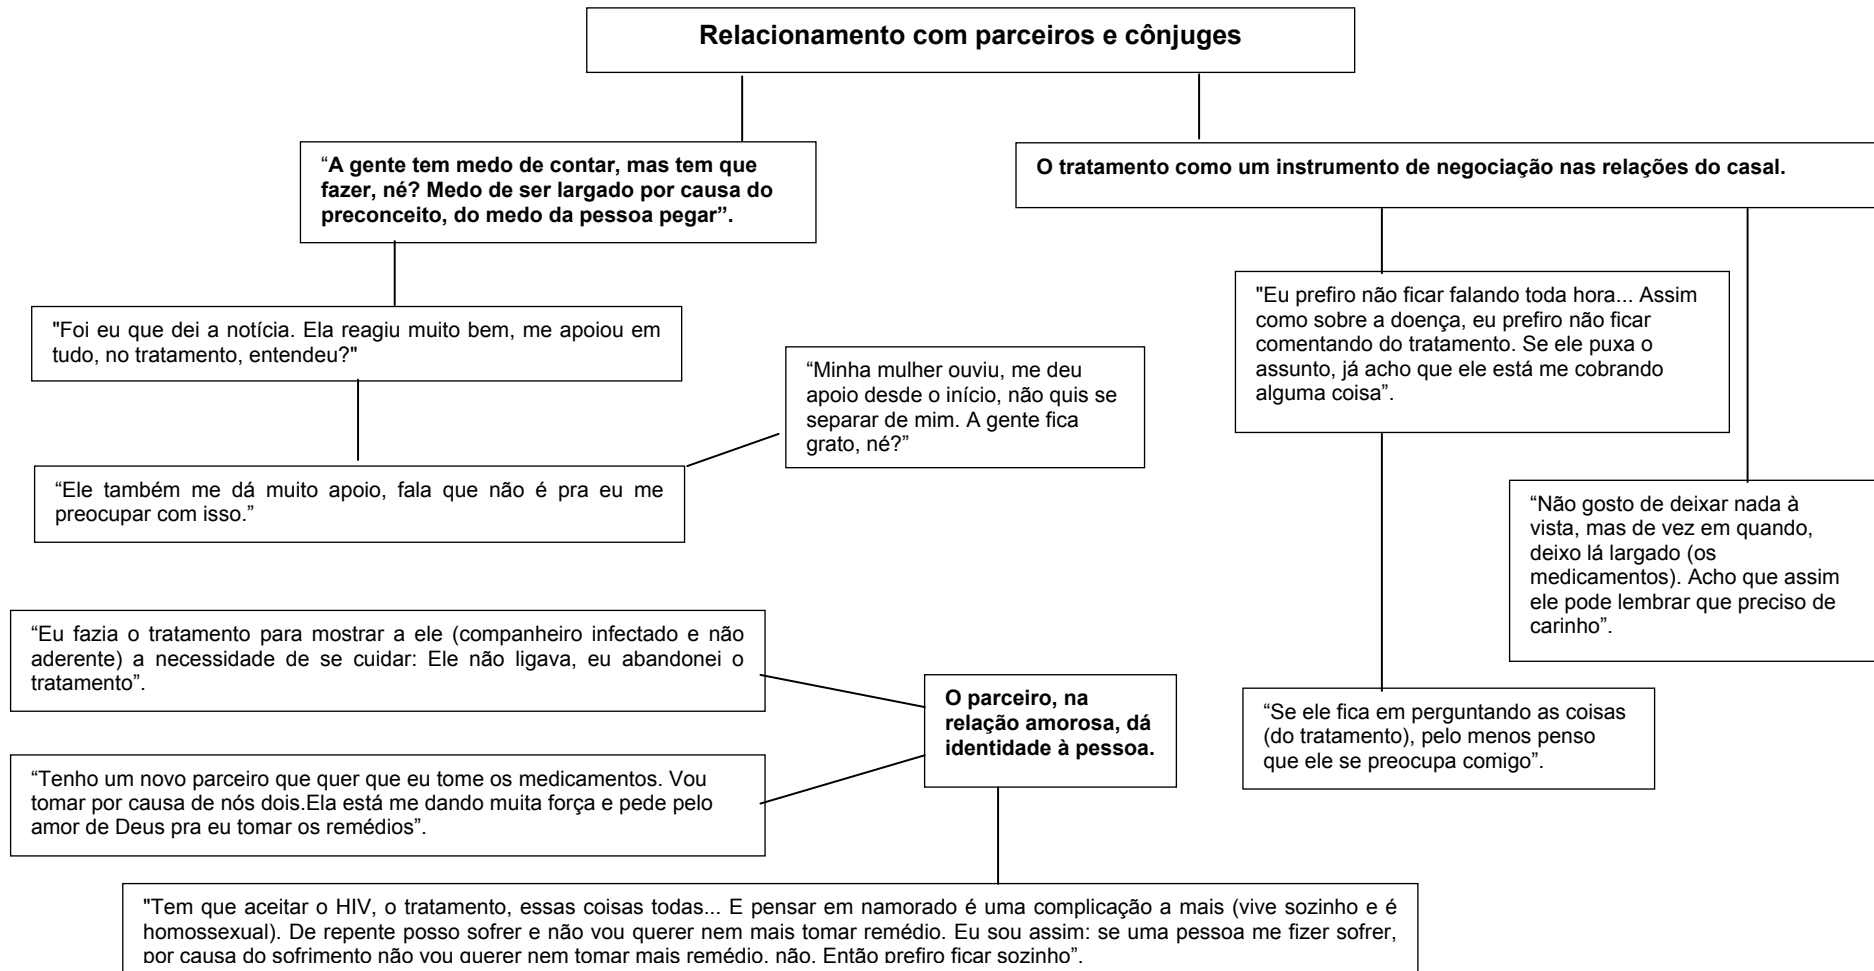 Relacionamento com parceiros e cônjuges
“A gente tem medo de contar, mas tem que
fazer, né? Medo de ser largado por causa do
preconceito, do medo da pessoa pegar”.
O tratamento como um instrumento de negociação nas relações do casal.
"Foi eu que dei a notícia. Ela reagiu muito bem, me apoiou em
tudo, no tratamento, entendeu?"
“Minha mulher ouviu, me deu
apoio desde o início, não quis se
separar de mim. A gente fica
grato, né?”
“Ele também me dá muito apoio, fala que não é pra eu me
preocupar com isso.”
"Eu prefiro não ficar falando toda hora... Assim
como sobre a doença, eu prefiro não ficar
comentando do tratamento. Se ele puxa o
assunto, já acho que ele está me cobrando
alguma coisa”.
“Não gosto de deixar nada à
vista, mas de vez em quando,
deixo lá largado (os
medicamentos). Acho que assim
ele pode lembrar que preciso de
carinho”.
“Se ele fica em perguntando as coisas
(do tratamento), pelo menos penso
que ele se preocupa comigo”.
“Eu fazia o tratamento para mostrar a ele (companheiro infectado e não
aderente) a necessidade de se cuidar: Ele não ligava, eu abandonei o
tratamento”.
O parceiro, na
relação amorosa, dá
identidade à pessoa.
“Tenho um novo parceiro que quer que eu tome os medicamentos. Vou
tomar por causa de nós dois.Ela está me dando muita força e pede pelo
amor de Deus pra eu tomar os remédios”.
"Tem que aceitar o HIV, o tratamento, essas coisas todas... E pensar em namorado é uma complicação a mais (vive sozinho e é
homossexual). De repente posso sofrer e não vou querer nem mais tomar remédio. Eu sou assim: se uma pessoa me fizer sofrer,
por causa do sofrimento não vou querer nem tomar mais remédio, não. Então prefiro ficar sozinho”.